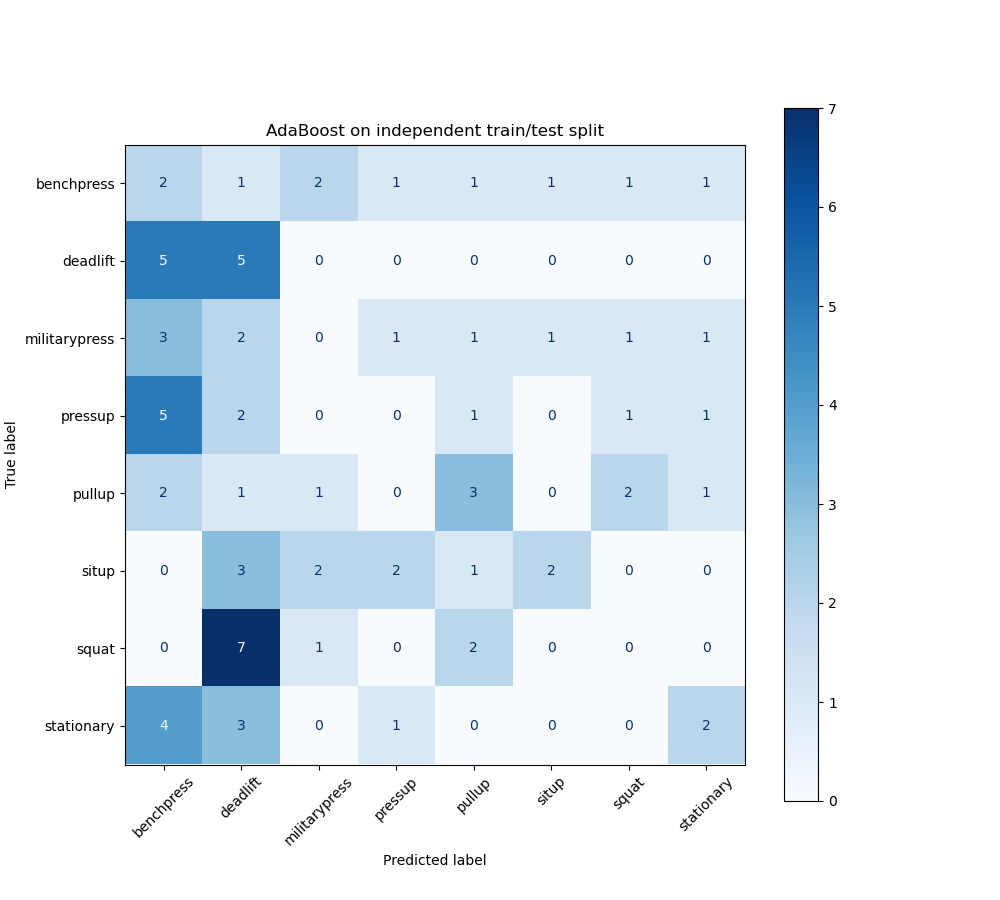 AdaBoost on independent train/test split
True label
benchpress 2 1 2 1 1 1 1 1
deadlift 5 5 0 0 0 0 0 0
militarypress 3 2 0 1 1 1 1 1
pressup 5 2 0 0 1 0 1 1
pullup 2 1 1 0 3 0 2 1
situp 0 3 2 2 1 2 0 0
squat 0 7 1 0 2 0 0 0
stationary 4 3 0 1 0 0 0 2
benchpress deadlift militarypress pressup pullup situp squat stationary
Predicted label
7
6
5
4
3
2
1
0